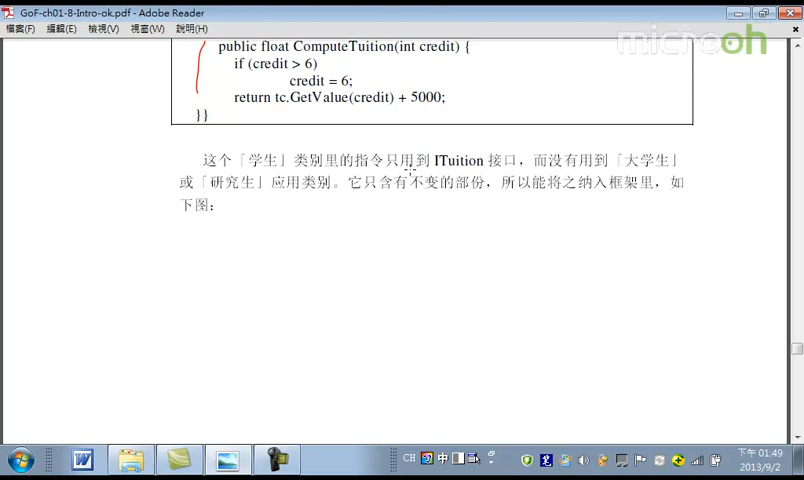 GoF-ch01-8-Intro-ok.pdf - Adobe Reader
檔案(F) 編輯(E) 檢視(V) 視窗(W) 說明(H)
microoh
public float ComputeTuition(int credit) {
if (credit > 6)
credit = 6;
return tc.GetValue(credit) + 5000;
}}
这个「学生」类别里的指令只用到 ITuition 接口，而没有用到「大学生」
或「研究生」应用类别。它只含有不变的部份，所以能将之纳入框架里，如
下图：
CH 中
下午 01:49
2013/9/2